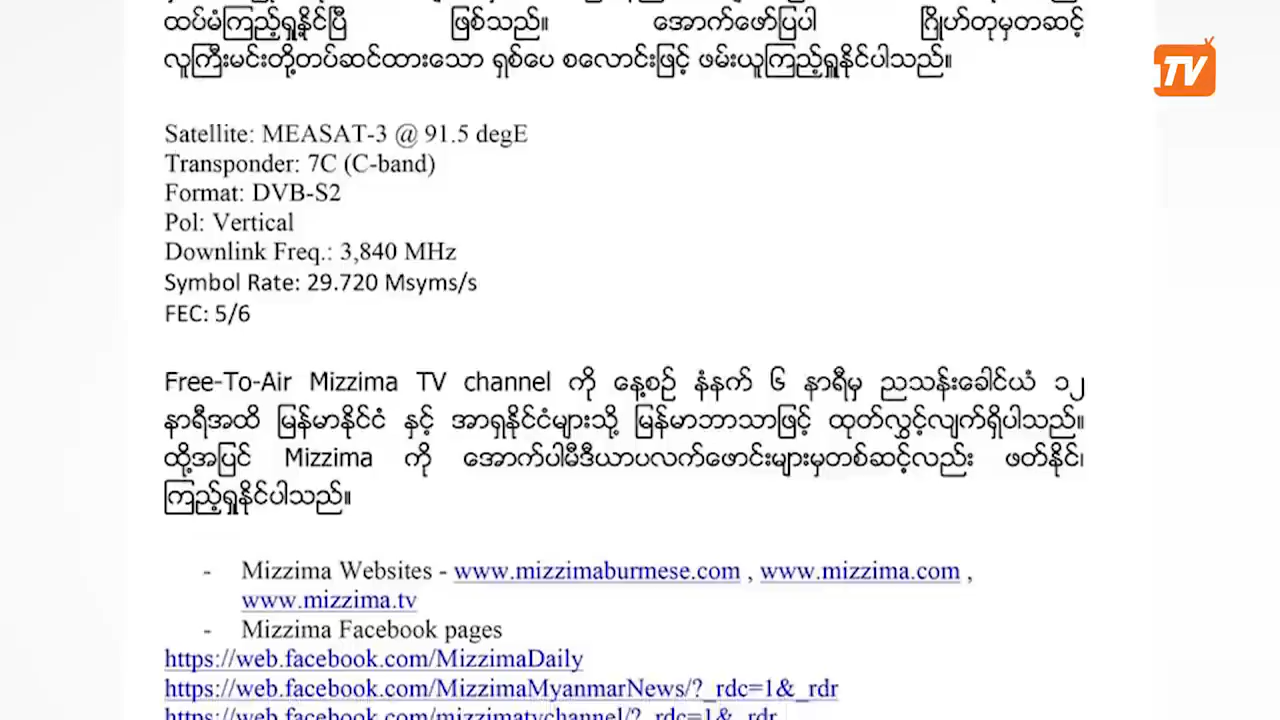 ထပ်မံကြည့်ရှုနိုင်ပြီ ဖြစ်သည်။ အောက်ဖော်ပြပါ ဂြိုဟ်တုမှတဆင့်
လူကြီးမင်းတို့တပ်ဆင်ထားသော ရှစ်ပေ စလောင်းဖြင့် ဖမ်းယူကြည့်ရှုနိုင်ပါသည်။
TV
Satellite: MEASAT-3 @ 91.5 degE
Transponder: 7C (C-band)
Format: DVB-S2
Pol: Vertical
Downlink Freq.: 3,840 MHz
Symbol Rate: 29.720 Msyms/s
FEC: 5/6
Free-To-Air Mizzima TV channel ကို နေ့စဉ် နံနက် ၆ နာရီမှ ညသန်းခေါင်ယံ ၁၂
နာရီအထိ မြန်မာနိုင်ငံ နှင့် အာရှနိုင်ငံများသို့ မြန်မာဘာသာဖြင့် ထုတ်လွှင့်လျက်ရှိပါသည်။
ထို့အပြင် Mizzima ကို အောက်ပါမီဒီယာပလက်ဖောင်းများမှတစ်ဆင့်လည်း ဖတ်နိုင်၊
ကြည့်ရှုနိုင်ပါသည်။
- Mizzima Websites - www.mizzimaburmese.com , www.mizzima.com ,
www.mizzima.tv
- Mizzima Facebook pages
https://web.facebook.com/MizzimaDaily
https://web.facebook.com/MizzimaMyanmarNews/?_rdc=1&_rdr
https://web.facebook.com/mizzimatvchannel/?_rdc=1&_rdr